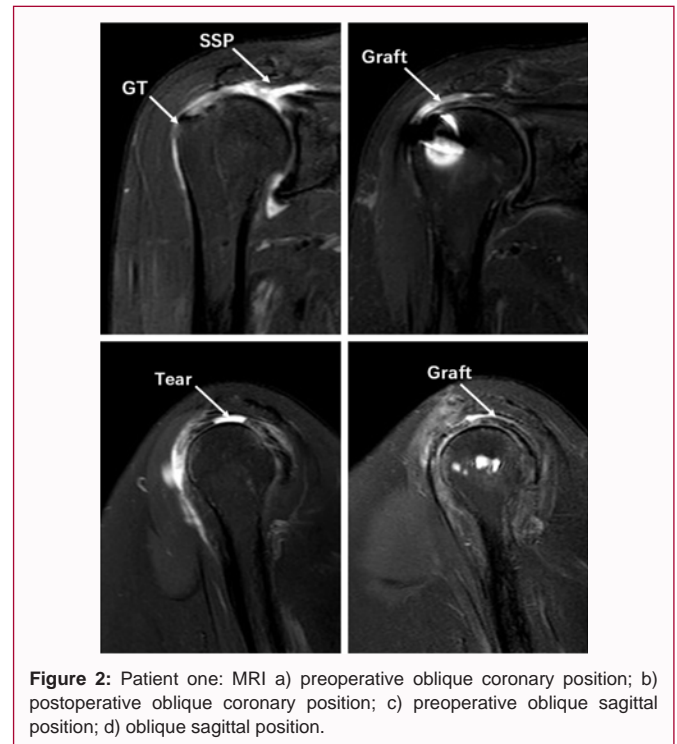 SSP
GT
Graft
Tear
Graft
Figure 2: Patient one: MRI a) preoperative oblique coronary position; b)
postoperative oblique coronary position; c) preoperative oblique sagittal
position; d) oblique sagittal position.